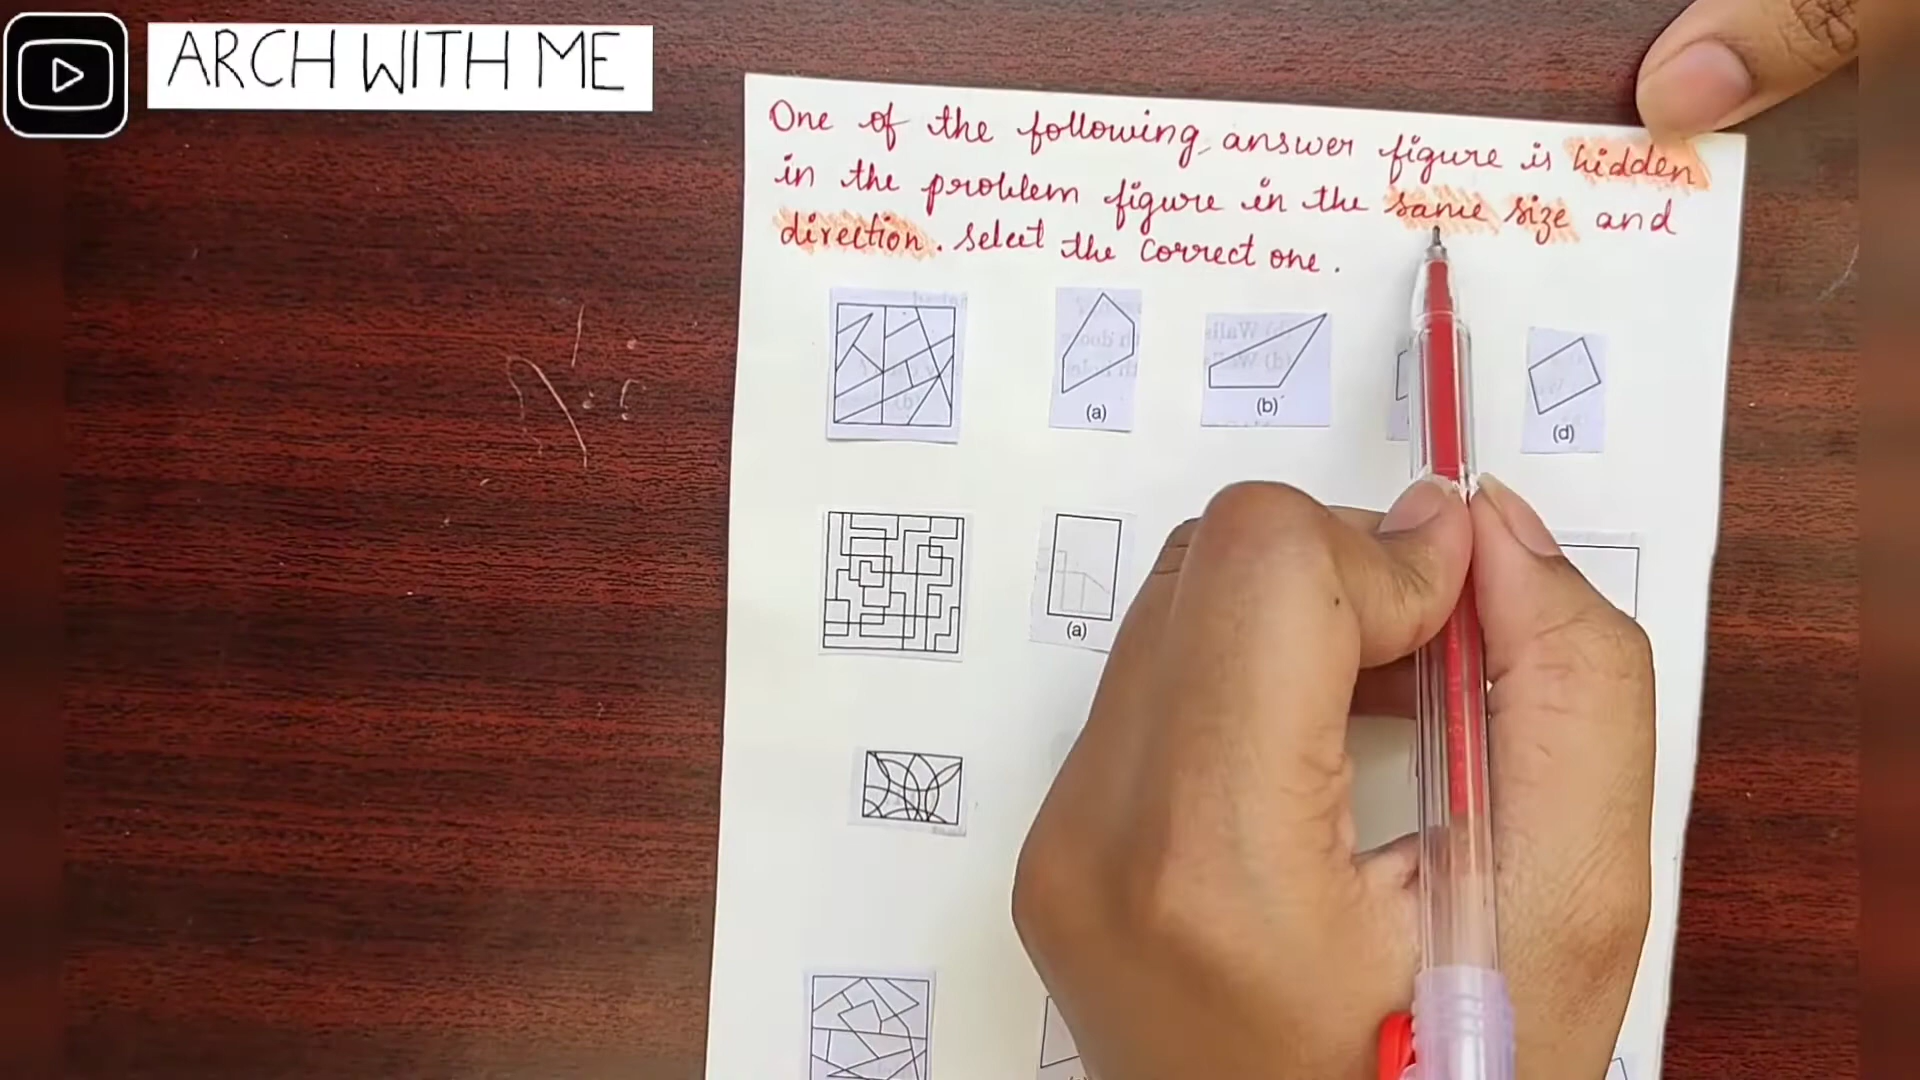 ARCH WITH ME
One of the following, answer figure is hidden
in the problem figure in the same size and
direction. select the correct one.
(a)
(b)
(d)
(a)